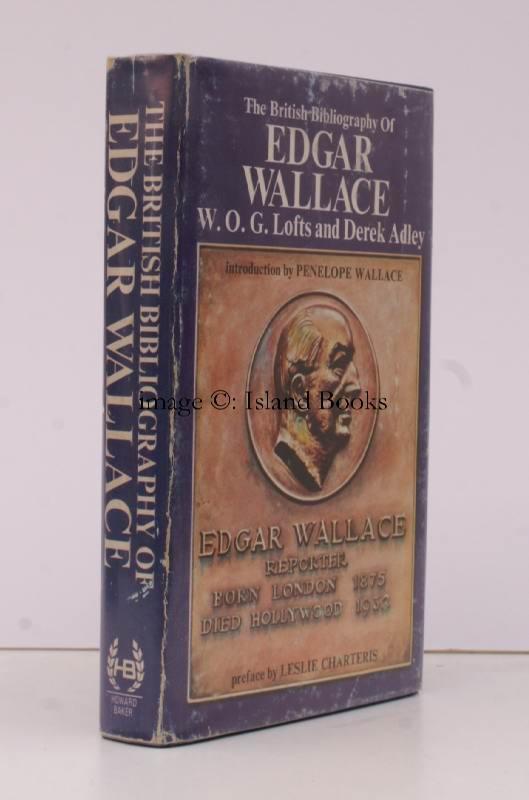 THE BRITISH BIBLIOGRAPHY OF
EDGAR WALLACE
HB
HOWARD
BAKER
The British Bibliography Of
EDGAR
WALLACE
W. O. G. Lofts and Derek Adley
introduction by PENELOPE WALLACE
image ©: Island Books
EDGAR WALLACE
REPORTER
BORN LONDON 1875
DIED HOLLYWOOD 1932
preface by LESLIE CHARTERIS